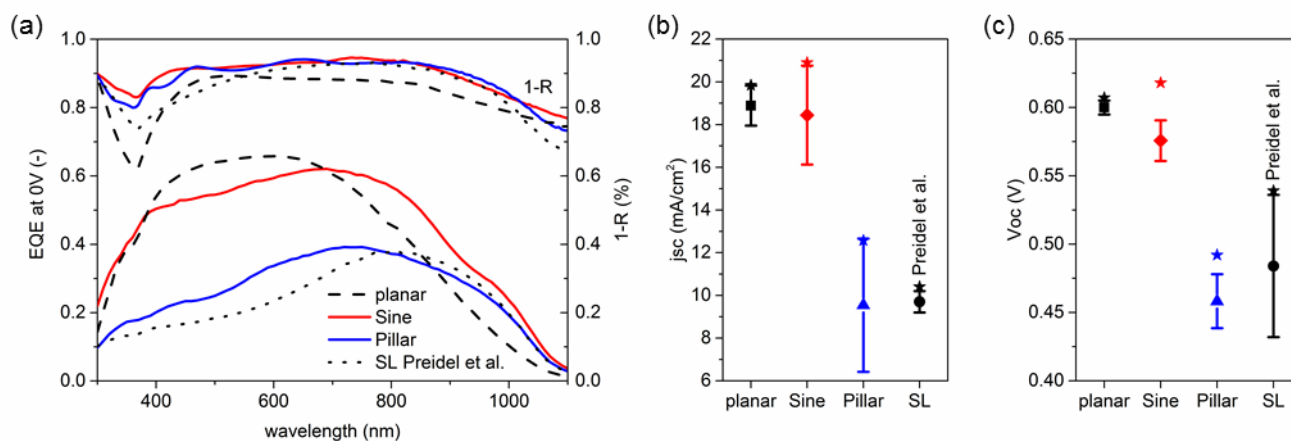 (a)
1.0
0.8
0.6
0.4
0.2
0.0
EQE at 0V (-)
1.0
0.8
0.6
0.4
0.2
0.0
1-R (%)
1-R
planar
Sine
Pillar
SL Preidel et al.
400 600 800 1000
wavelength (nm)
(b)
22
20
18
16
14
12
10
8
6
jsc (mA/cm²)
Preidel et al.
planar Sine Pillar SL
(c)
0.65
0.60
0.55
0.50
0.45
0.40
Voc (V)
Preidel et al.
planar Sine Pillar SL